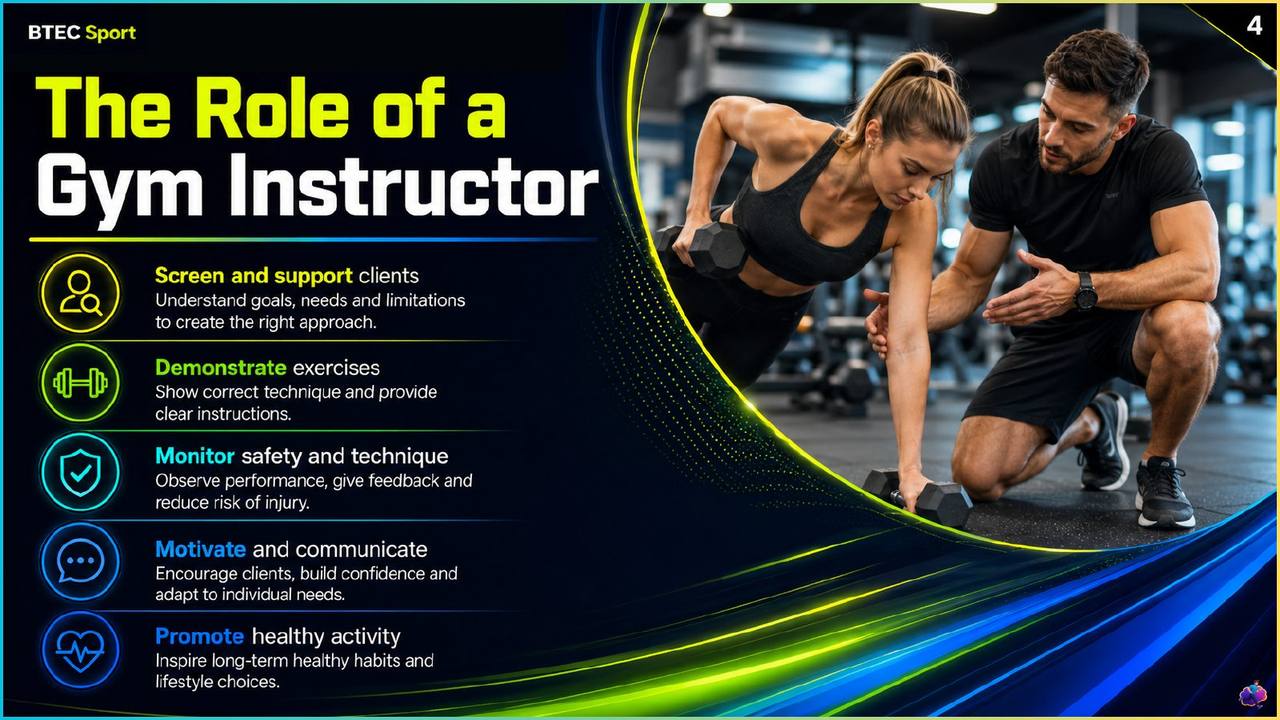 BTEC Sport
4
The Role of a
Gym Instructor
Screen and support clients
Understand goals, needs and limitations
to create the right approach.
Demonstrate exercises
Show correct technique and provide
clear instructions.
Monitor safety and technique
Observe performance, give feedback and
reduce risk of injury.
Motivate and communicate
Encourage clients, build confidence and
adapt to individual needs.
Promote healthy activity
Inspire long-term healthy habits and
lifestyle choices.